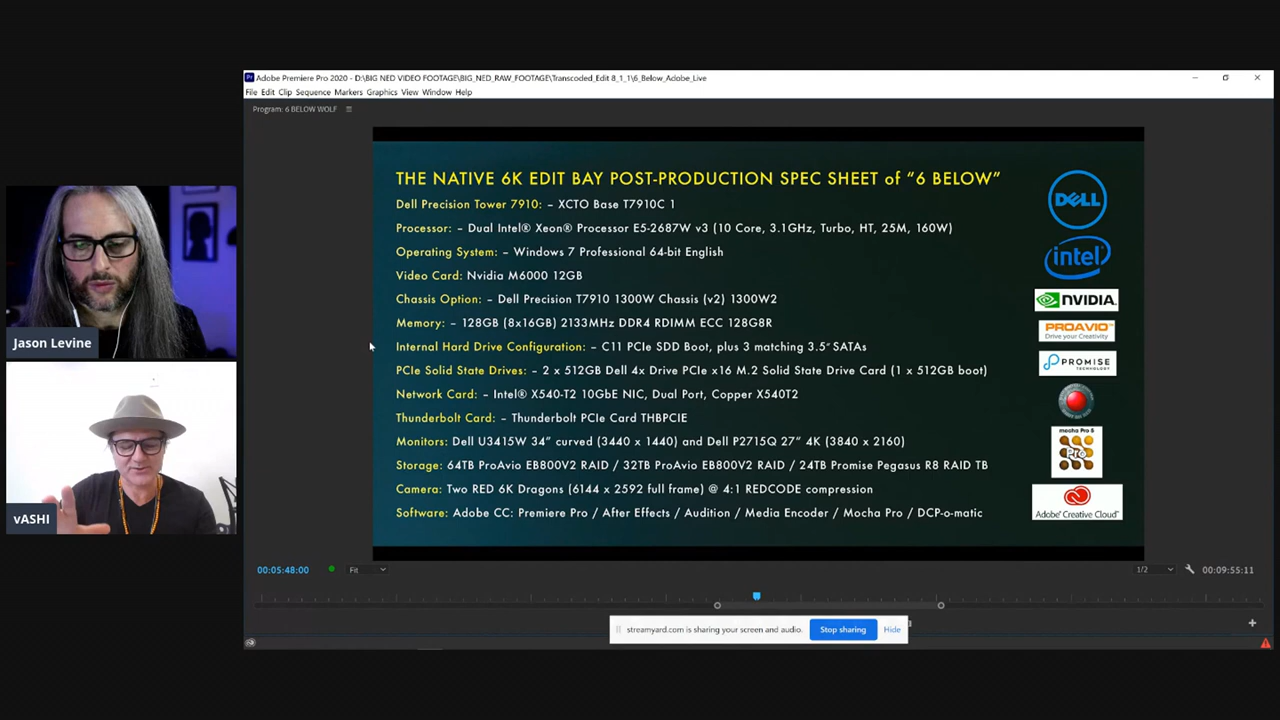 Adobe Premiere Pro 2020 - D:\BIG NED VIDEO FOOTAGE\BIG_NED_RAW_FOOTAGE\Transcoded_Edit 8_1_1\6_Below_Adobe_Live
File Edit Clip Sequence Markers Graphics View Window Help
Program: 6 BELOW WOLF
THE NATIVE 6K EDIT BAY POST-PRODUCTION SPEC SHEET of "6 BELOW"
Dell Precision Tower 7910: – XCTO Base T7910C 1
Processor: – Dual Intel® Xeon® Processor E5-2687W v3 (10 Core, 3.1GHz, Turbo, HT, 25M, 160W)
Operating System: – Windows 7 Professional 64-bit English
Video Card: Nvidia M6000 12GB
Chassis Option: – Dell Precision T7910 1300W Chassis (v2) 1300W2
Memory: – 128GB (8x16GB) 2133MHz DDR4 RDIMM ECC 128G8R
Internal Hard Drive Configuration: – C11 PCIe SDD Boot, plus 3 matching 3.5" SATAs
PCIe Solid State Drives: – 2 x 512GB Dell 4x Drive PCIe x16 M.2 Solid State Drive Card (1 x 512GB boot)
Network Card: – Intel® X540-T2 10GbE NIC, Dual Port, Copper X540T2
Thunderbolt Card: – Thunderbolt PCIe Card THBPCIE
Monitors: Dell U3415W 34" curved (3440 x 1440) and Dell P2715Q 27" 4K (3840 x 2160)
Storage: 64TB ProAvio EB800V2 RAID / 32TB ProAvio EB800V2 RAID / 24TB Promise Pegasus R8 RAID TB
Camera: Two RED 6K Dragons (6144 x 2592 full frame) @ 4:1 REDCODE compression
Software: Adobe CC: Premiere Pro / After Effects / Audition / Media Encoder / Mocha Pro / DCP-o-matic
DELL
intel
NVIDIA.
PROAVIO
Drive your Creativity
PROMISE
TECHNOLOGY
mocha Pro 5
Pro
Adobe® Creative Cloud™
Jason Levine
vASHI
00:05:48:00
Fit
1/2
00:09:55:11
streamyard.com is sharing your screen and audio.
Stop sharing
Hide